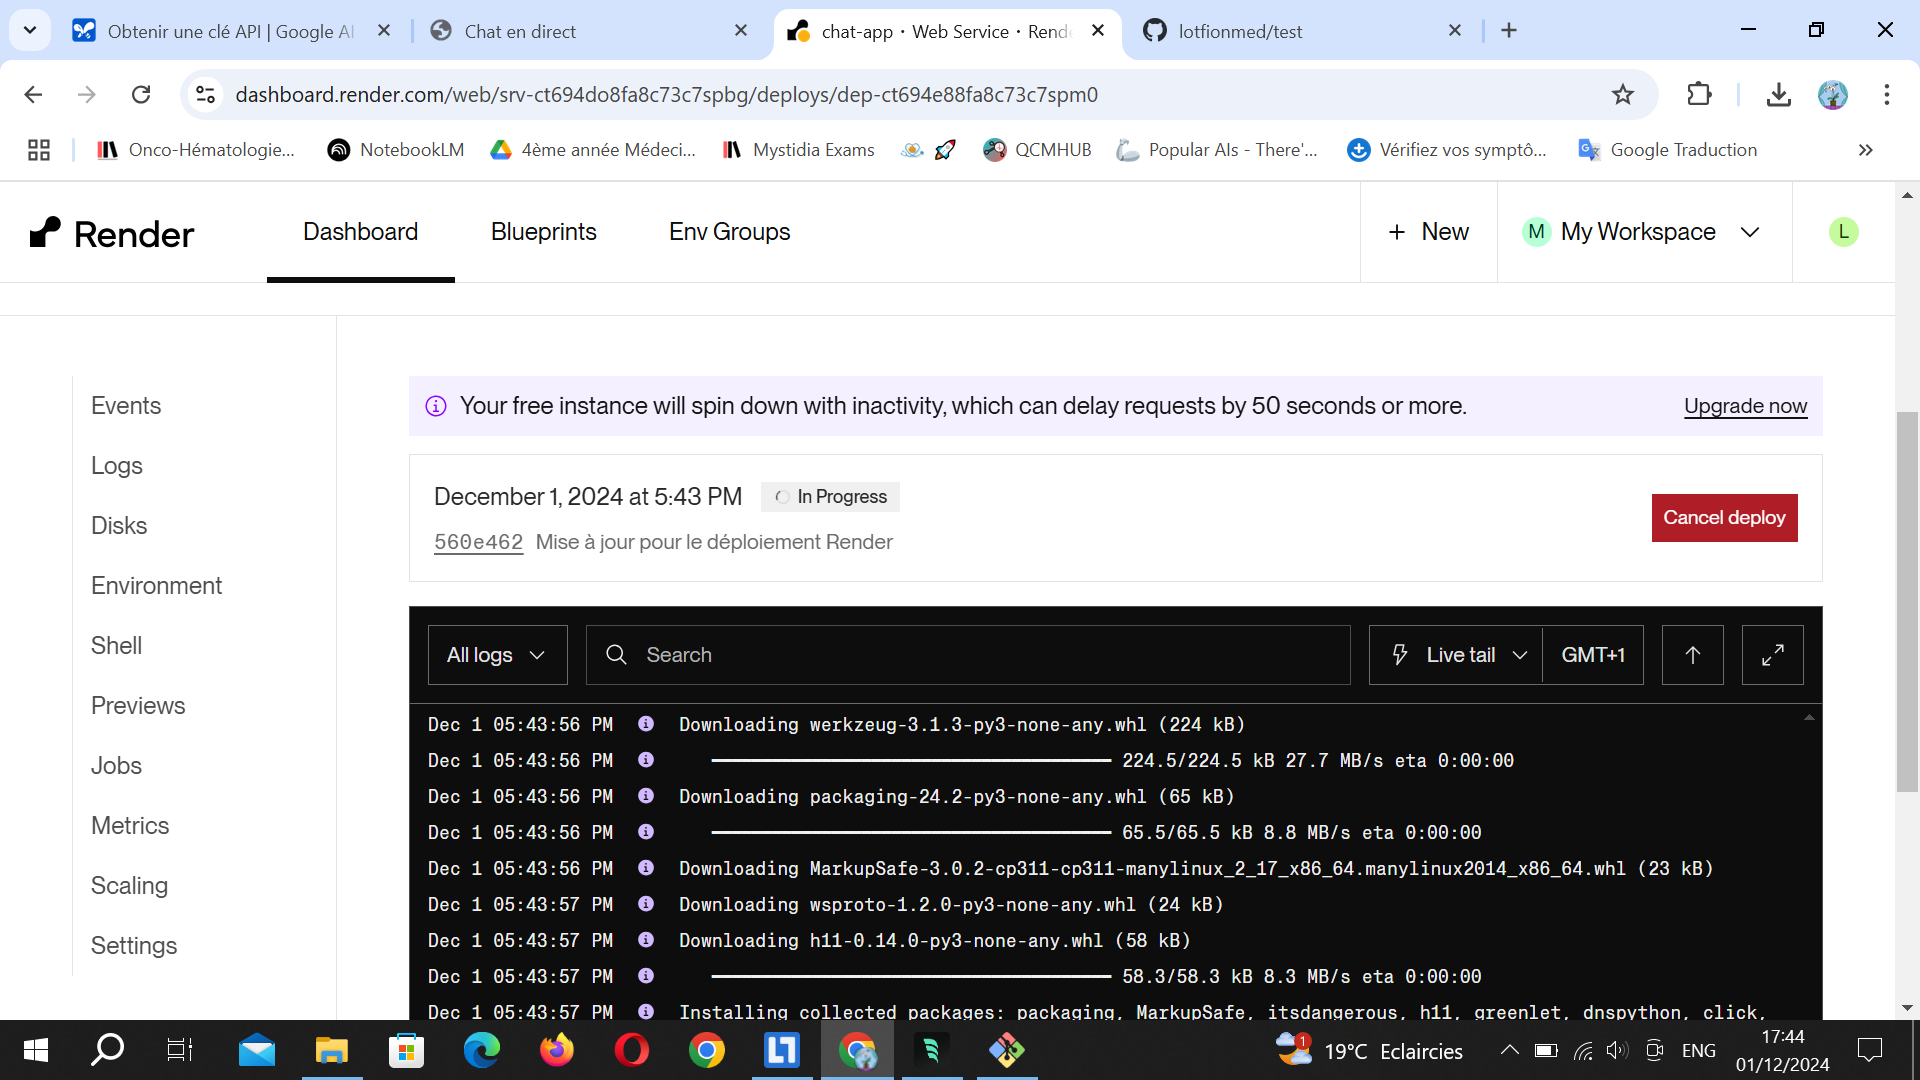 Obtenir une clé API | Google AI
Chat en direct
chat-app · Web Service · Rende
lotfionmed/test
dashboard.render.com/web/srv-ct694do8fa8c73c7spbg/deploys/dep-ct694e88fa8c73c7spm0
Onco-Hématologie...
NotebookLM
4ème année Médeci...
Mystidia Exams
QCMHUB
Popular AIs - There'...
Vérifiez vos symptô...
Google Traduction
Render
Dashboard
Blueprints
Env Groups
+ New
M My Workspace
L
Events
Logs
Disks
Environment
Shell
Previews
Jobs
Metrics
Scaling
Settings
Your free instance will spin down with inactivity, which can delay requests by 50 seconds or more.
Upgrade now
December 1, 2024 at 5:43 PM In Progress
560e462 Mise à jour pour le déploiement Render
Cancel deploy
All logs
Search
Live tail
GMT+1
Dec 1 05:43:56 PM Downloading werkzeug-3.1.3-py3-none-any.whl (224 kB)
Dec 1 05:43:56 PM ━━━━━━━━━━━━━━━━━━━━━━━━━━━━━━━━━━━━━ 224.5/224.5 kB 27.7 MB/s eta 0:00:00
Dec 1 05:43:56 PM Downloading packaging-24.2-py3-none-any.whl (65 kB)
Dec 1 05:43:56 PM ━━━━━━━━━━━━━━━━━━━━━━━━━━━━━━━━━━━━━ 65.5/65.5 kB 8.8 MB/s eta 0:00:00
Dec 1 05:43:56 PM Downloading MarkupSafe-3.0.2-cp311-cp311-manylinux_2_17_x86_64.manylinux2014_x86_64.whl (23 kB)
Dec 1 05:43:57 PM Downloading wsproto-1.2.0-py3-none-any.whl (24 kB)
Dec 1 05:43:57 PM Downloading h11-0.14.0-py3-none-any.whl (58 kB)
Dec 1 05:43:57 PM ━━━━━━━━━━━━━━━━━━━━━━━━━━━━━━━━━━━━━ 58.3/58.3 kB 8.3 MB/s eta 0:00:00
Dec 1 05:43:57 PM Installing collected packages: packaging, MarkupSafe, itsdangerous, h11, greenlet, dnspython, click,
1
19°C Eclaircies
ENG
17:44
01/12/2024